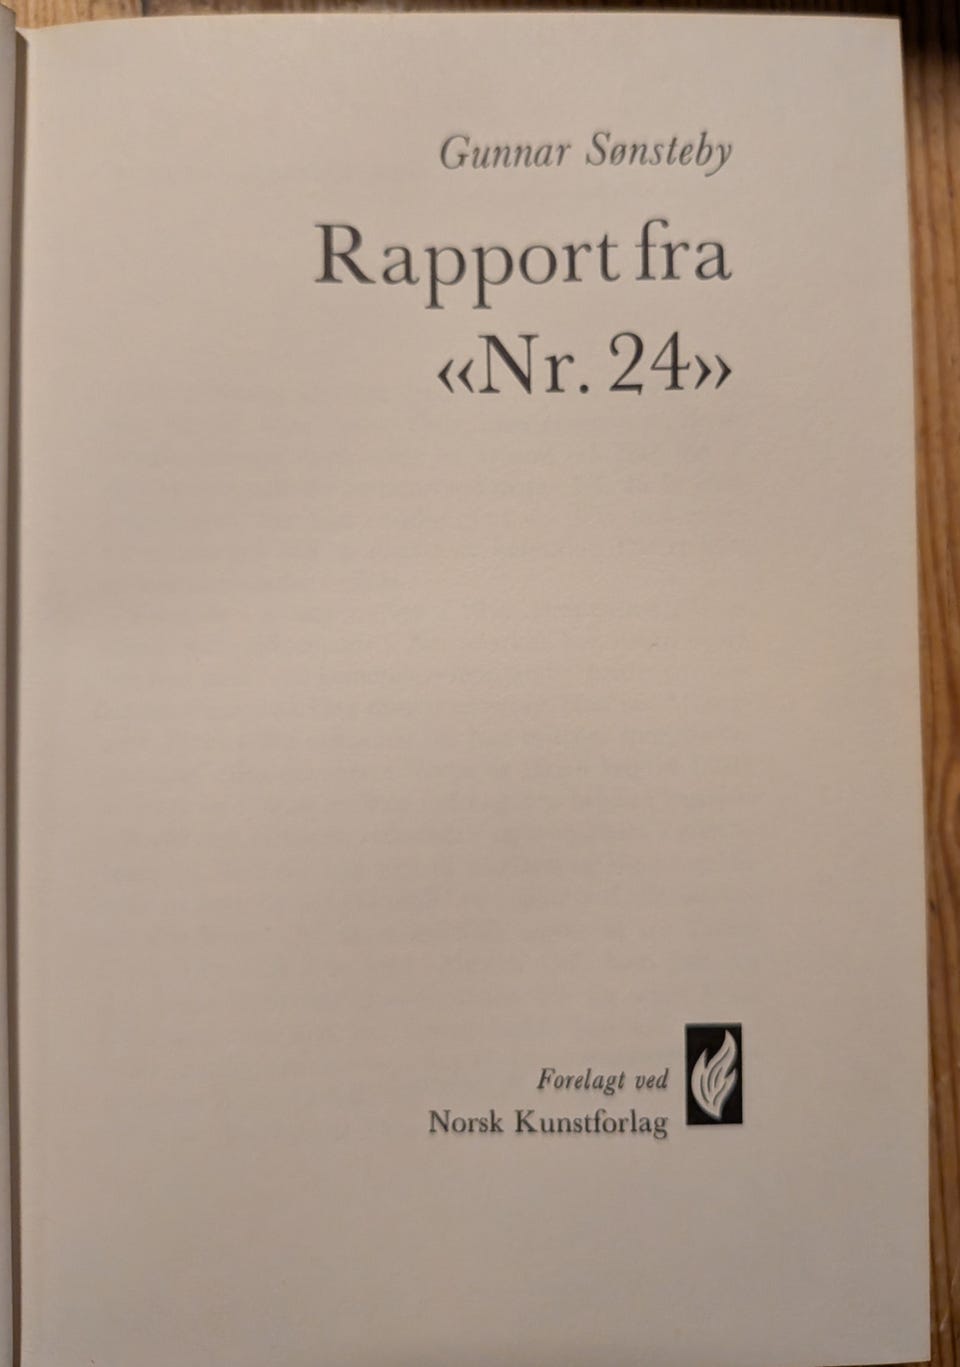 Gunnar Sønsteby
Rapport fra
«Nr. 24»
Forelagt ved
Norsk Kunstforlag